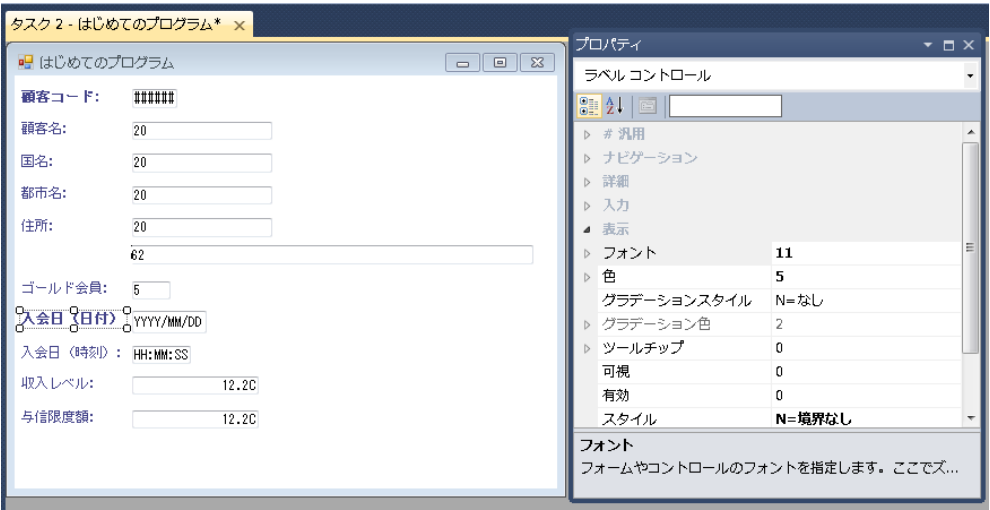 タスク 2 - はじめてのプログラム*
はじめてのプログラム
顧客コード: ######
顧客名: 20
国名: 20
都市名: 20
住所: 20
62
ゴールド会員: 5
入会日（日付） YYYY/MM/DD
入会日（時刻）: HH:MM:SS
収入レベル: 12.2C
与信限度額: 12.2C
プロパティ
ラベル コントロール
# 汎用
ナビゲーション
詳細
入力
表示
フォント 11
色 5
グラデーションスタイル N=なし
グラデーション色 2
ツールチップ 0
可視 0
有効 0
スタイル N=境界なし
フォント
フォームやコントロールのフォントを指定します。ここでズ...